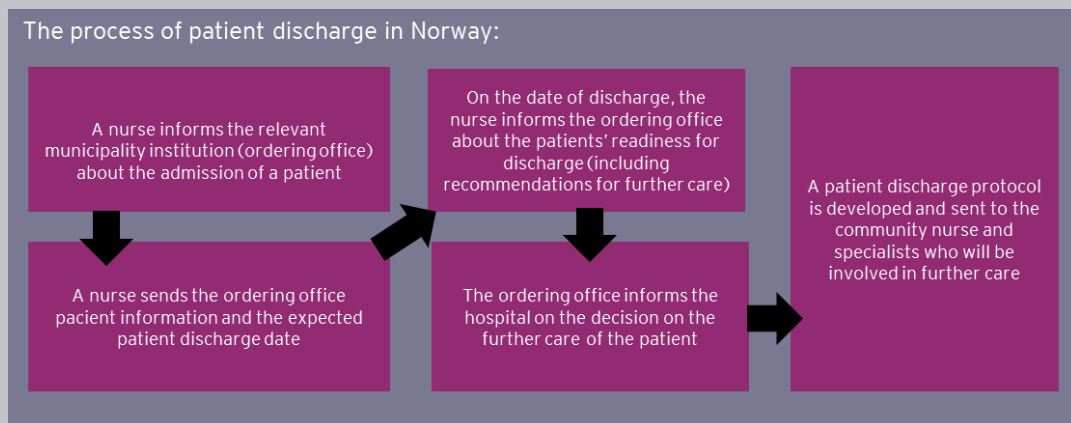 The process of patient discharge in Norway:
A nurse informs the relevant
municipality institution (ordering office)
about the admission of a patient
A nurse sends the ordering office
pacient information and the expected
patient discharge date
On the date of discharge, the
nurse informs the ordering office
about the patients' readiness for
discharge (including
recommendations for further care)
The ordering office informs the
hospital on the decision on the
further care of the patient
A patient discharge protocol
is developed and sent to the
community nurse and
specialists who will be
involved in further care